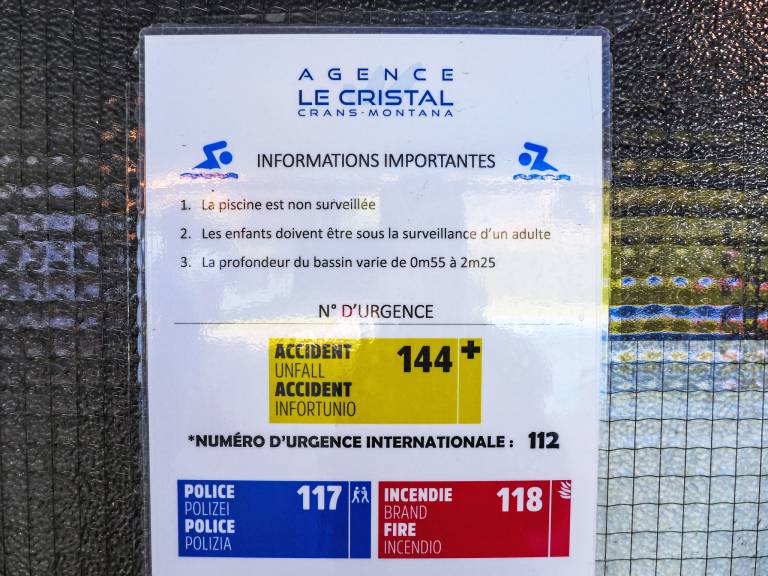 AGENCE
LE CRISTAL
CRANS-MONTANA
INFORMATIONS IMPORTANTES
1. La piscine est non surveillée
2. Les enfants doivent être sous la surveillance d'un adulte
3. La profondeur du bassin varie de 0m55 à 2m25
N° D'URGENCE
ACCIDENT 144
UNFALL
ACCIDENT
INFORTUNIO
*NUMÉRO D'URGENCE INTERNATIONALE : 112
POLICE 117
POLIZEI
POLICE
POLIZIA
INCENDIE 118
BRAND
FIRE
INCENDIO